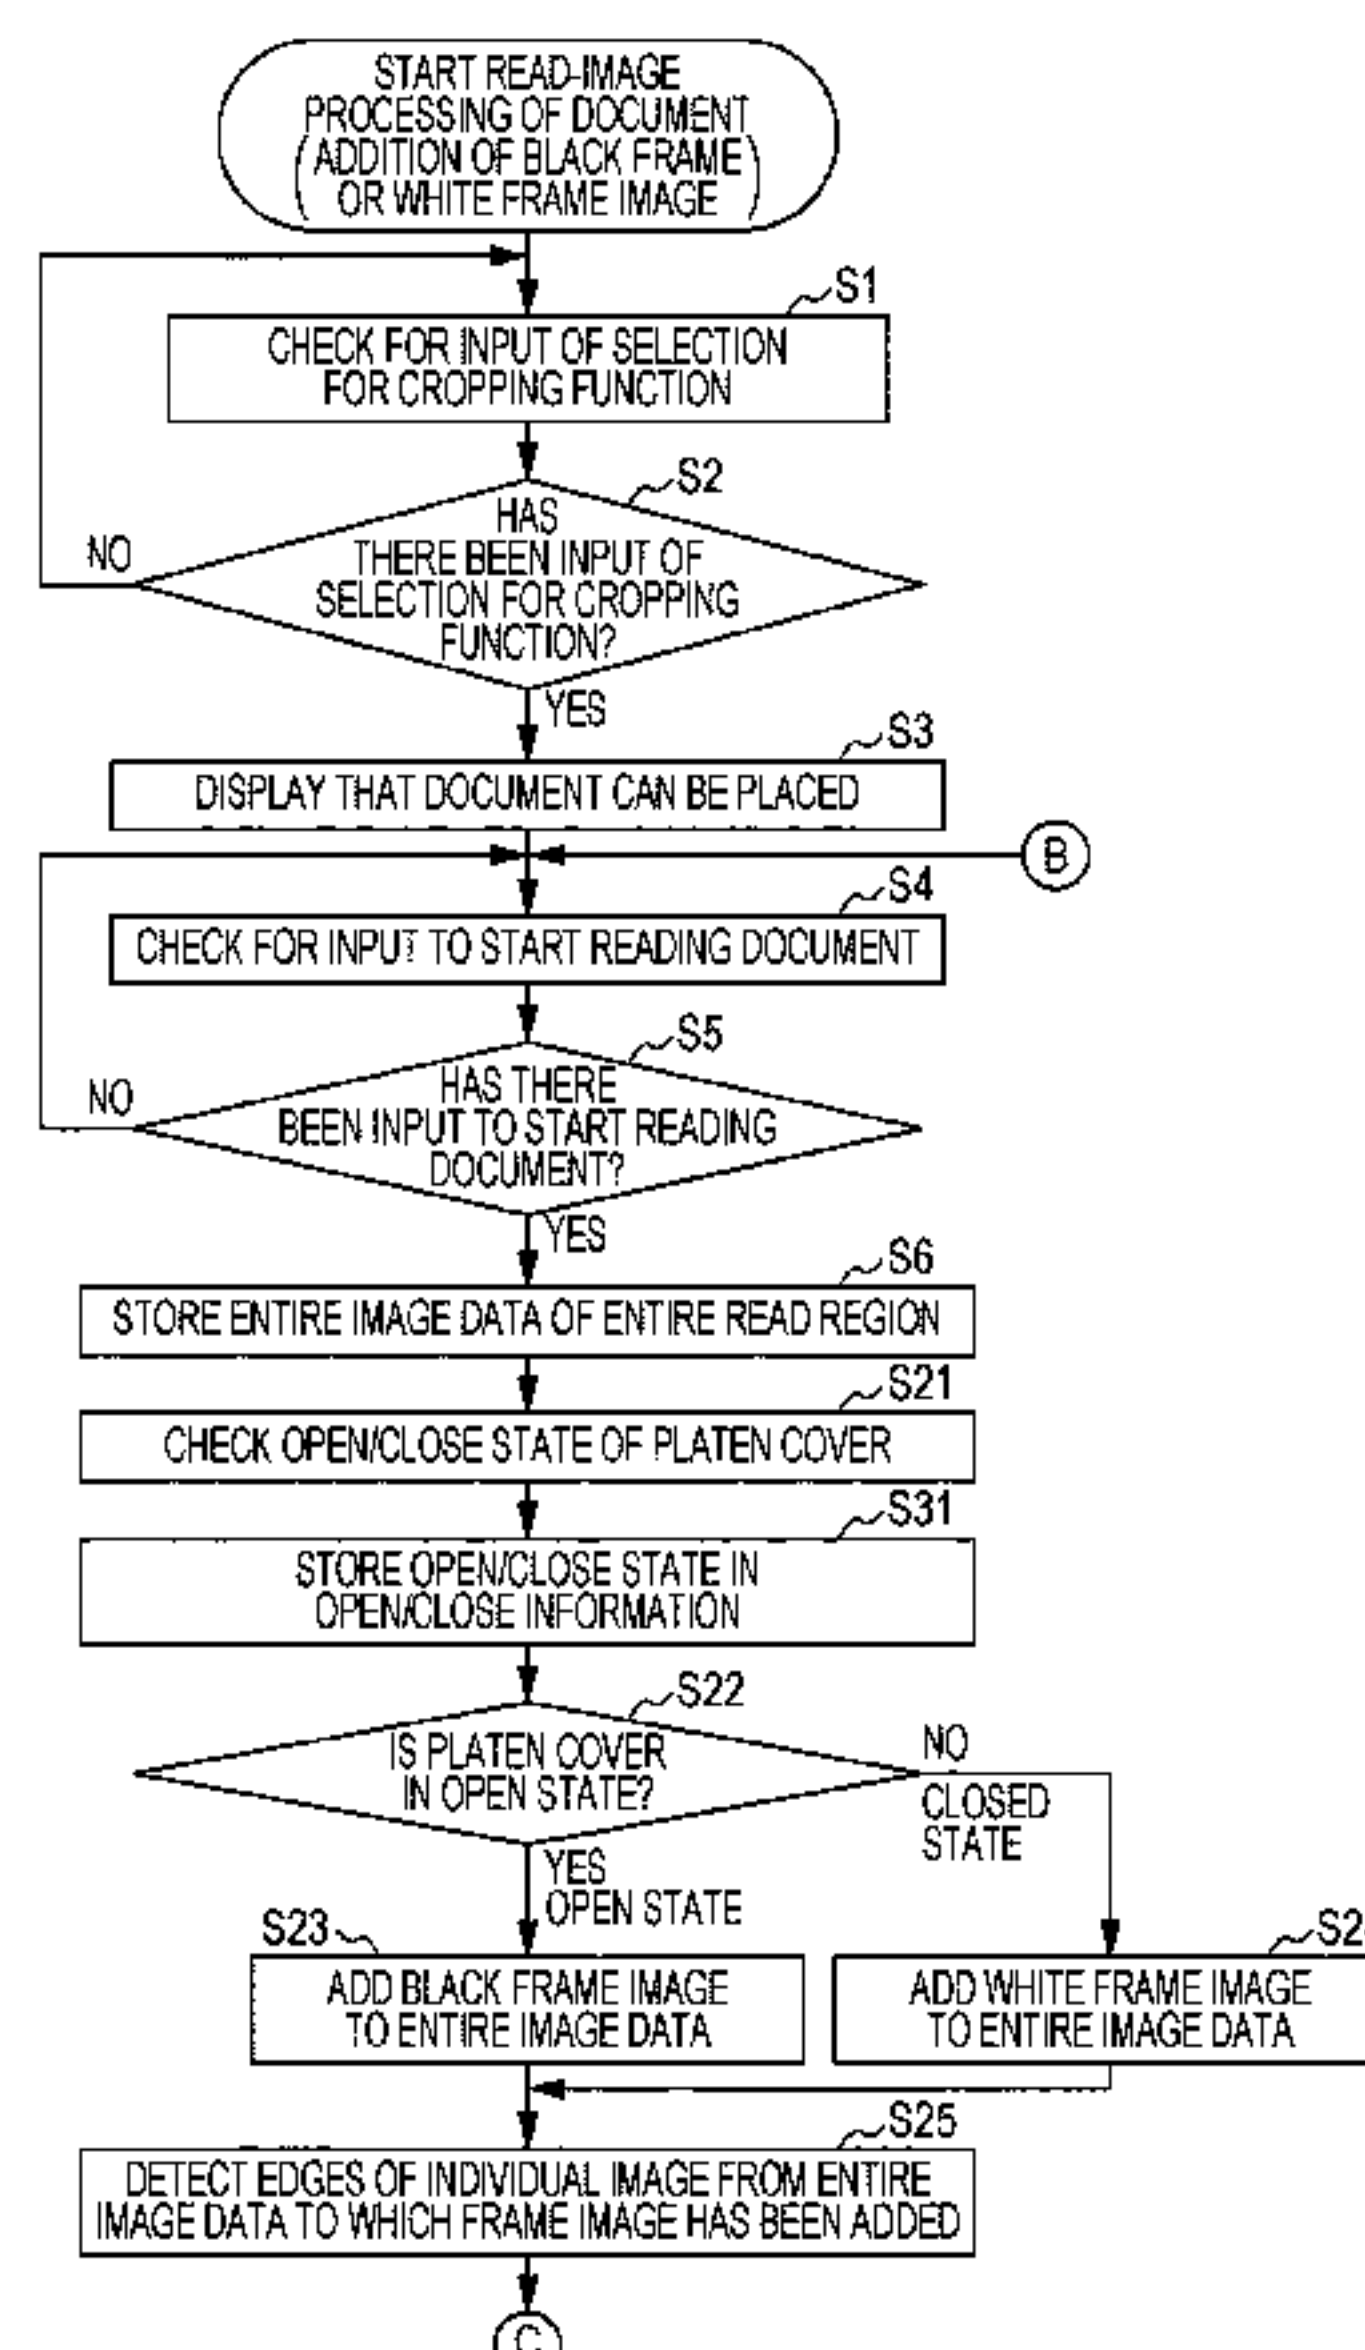 START READ-IMAGE
PROCESSING OF DOCUMENT
(ADDITION OF BLACK FRAME
OR WHITE FRAME IMAGE)
S1
CHECK FOR INPUT OF SELECTION
FOR CROPPING FUNCTION
S2
HAS
THERE BEEN INPUT OF
SELECTION FOR CROPPING
FUNCTION?
NO
YES
S3
DISPLAY THAT DOCUMENT CAN BE PLACED
B
S4
CHECK FOR INPUT TO START READING DOCUMENT
S5
HAS THERE
BEEN INPUT TO START READING
DOCUMENT?
NO
YES
S6
STORE ENTIRE IMAGE DATA OF ENTIRE READ REGION
S21
CHECK OPEN/CLOSE STATE OF PLATEN COVER
S31
STORE OPEN/CLOSE STATE IN
OPEN/CLOSE INFORMATION
S22
IS PLATEN COVER
IN OPEN STATE?
NO
CLOSED
STATE
YES
OPEN STATE
S23
ADD BLACK FRAME IMAGE
TO ENTIRE IMAGE DATA
ADD WHITE FRAME IMAGE
TO ENTIRE IMAGE DATA
S25
DETECT EDGES OF INDIVIDUAL IMAGE FROM ENTIRE
IMAGE DATA TO WHICH FRAME IMAGE HAS BEEN ADDED
C